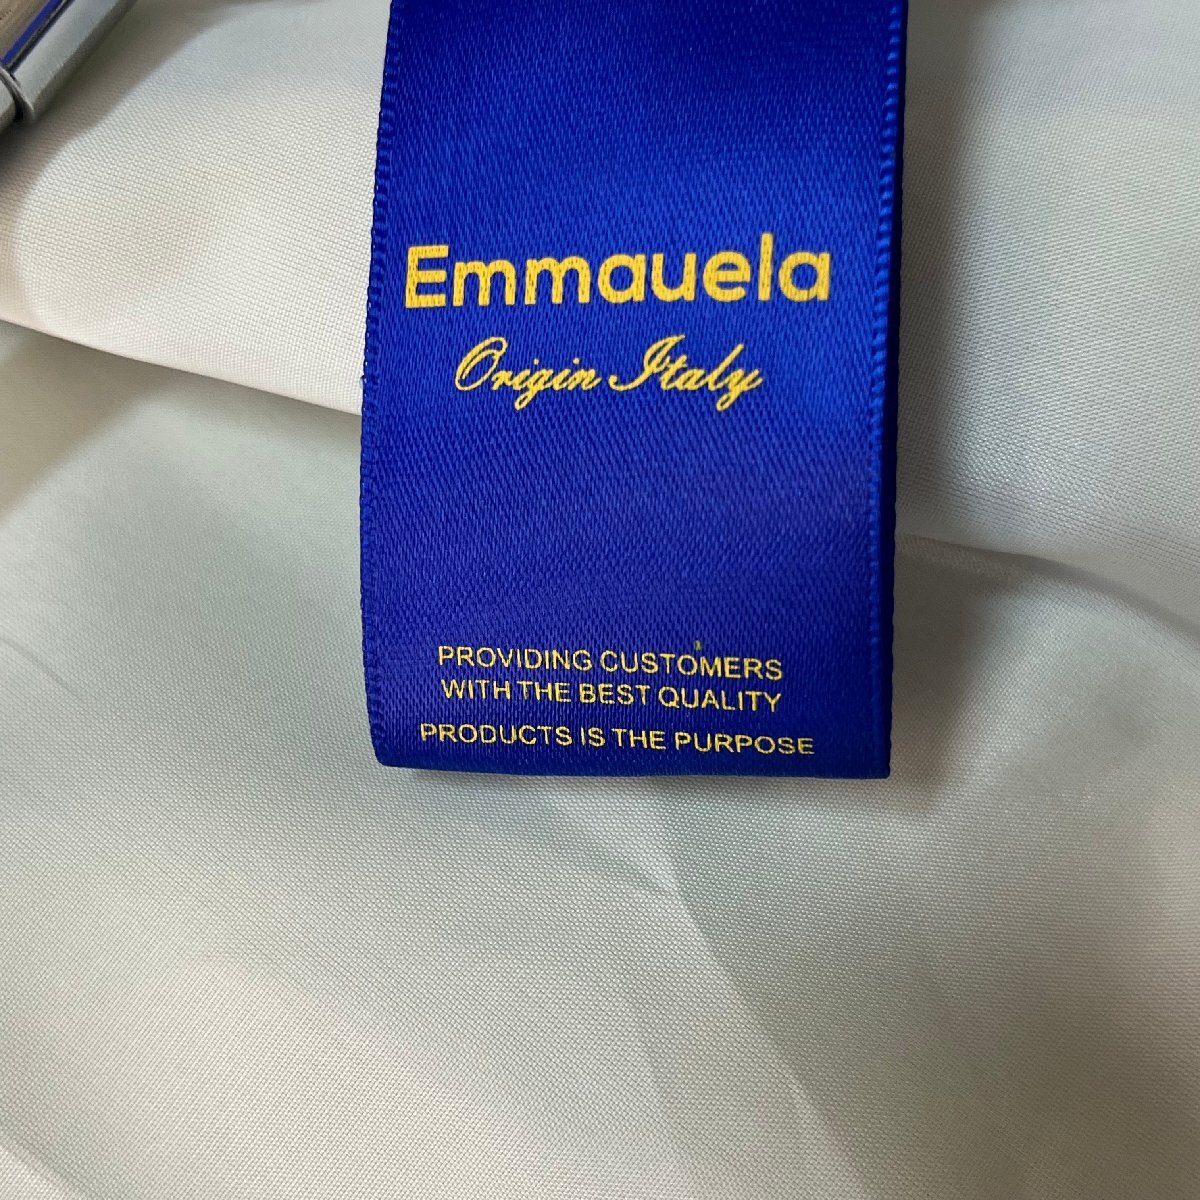 Emmauela
Origin Italy
PROVIDING CUSTOMERS
WITH THE BEST QUALITY
PRODUCTS IS THE PURPOSE